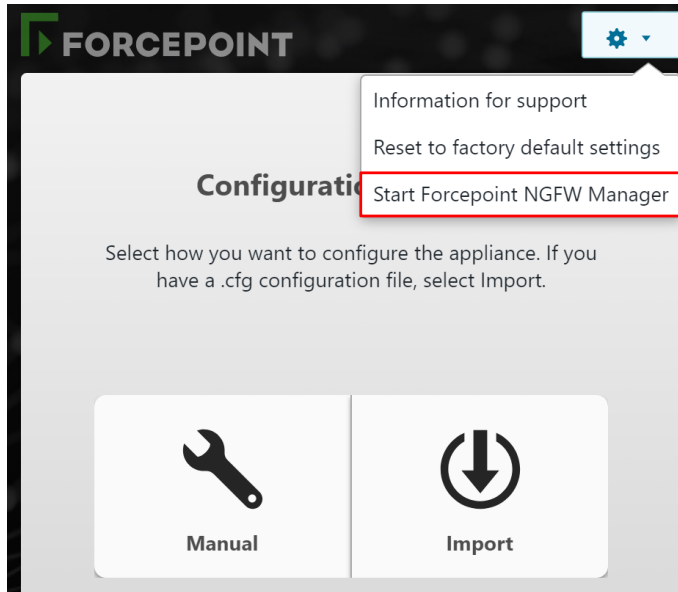 FORCEPOINT
Information for support
Reset to factory default settings
Start Forcepoint NGFW Manager
Select how you want to configure the appliance. If you
have a .cfg configuration file, select Import.
Manual
Import